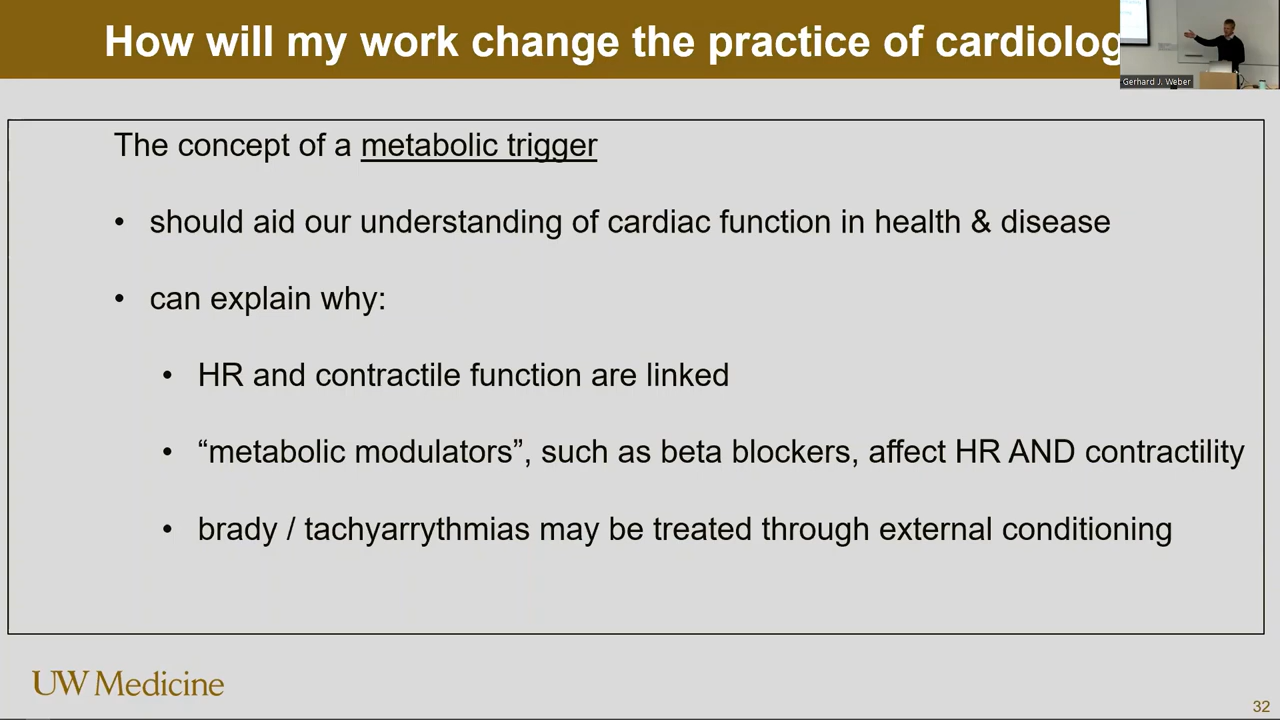 How will my work change the practice of cardiolog
Gerhard J. Weber
The concept of a metabolic trigger
• should aid our understanding of cardiac function in health & disease
• can explain why:
• HR and contractile function are linked
• “metabolic modulators”, such as beta blockers, affect HR AND contractility
• brady / tachyarrythmias may be treated through external conditioning
UW Medicine
32